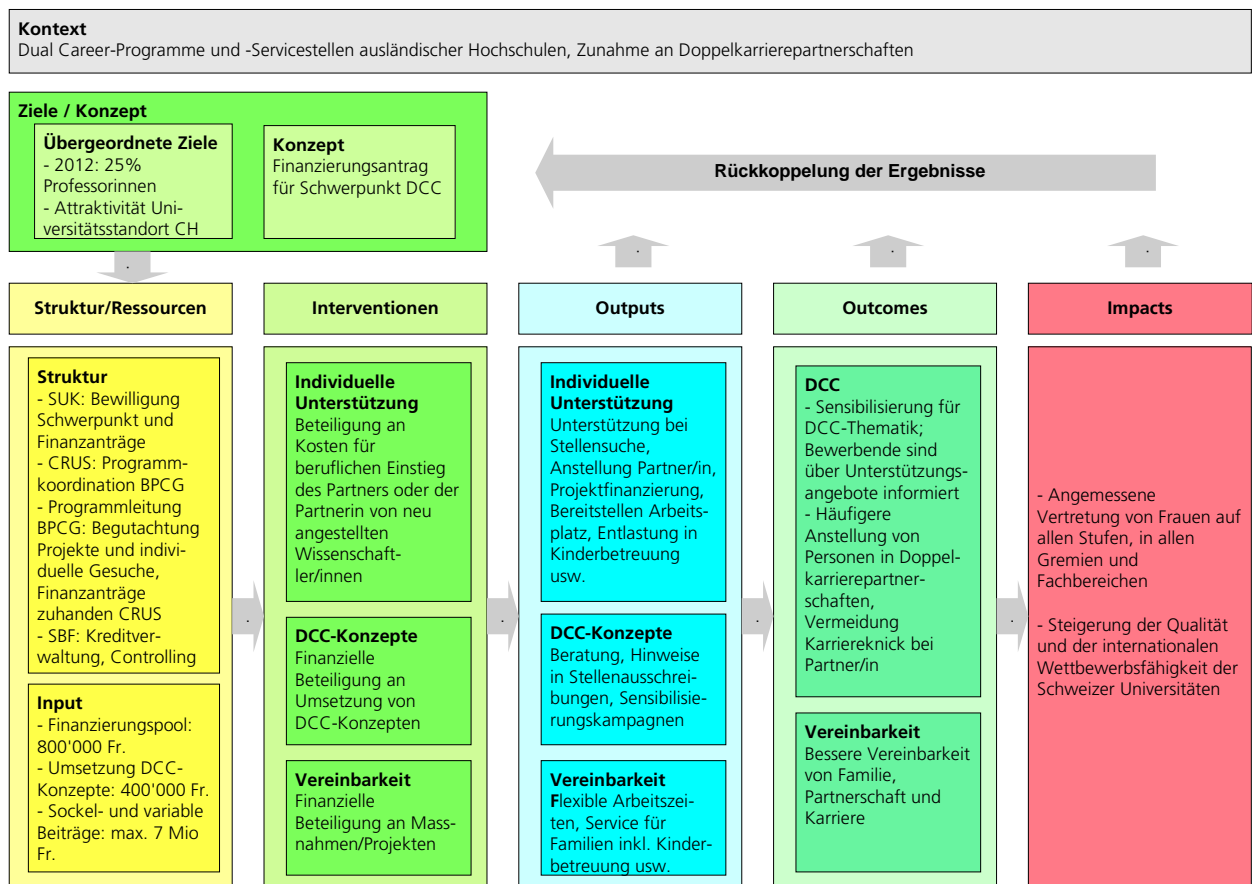 Kontext
Dual Career-Programme und -Servicestellen ausländischer Hochschulen, Zunahme an Doppelkarrierepartnerschaften
Ziele / Konzept
Übergeordnete Ziele
- 2012: 25%
Professorinnen
- Attraktivität Uni-
versitätsstandort CH
Konzept
Finanzierungsantrag
für Schwerpunkt DCC
Rückkoppelung der Ergebnisse
.
.
.
.
Struktur/Ressourcen
Interventionen
Outputs
Outcomes
Impacts
Struktur
- SUK: Bewilligung
Schwerpunkt und
Finanzanträge
- CRUS: Programm-
koordination BPCG
- Programmleitung
BPCG: Begutachtung
Projekte und indivi-
duelle Gesuche,
Finanzanträge
zuhanden CRUS
- SBF: Kreditver-
waltung, Controlling
Input
- Finanzierungspool:
800'000 Fr.
- Umsetzung DCC-
Konzepte: 400'000 Fr.
- Sockel- und variable
Beiträge: max. 7 Mio
Fr.
.
Individuelle
Unterstützung
Beteiligung an
Kosten für
beruflichen Einstieg
des Partners oder der
Partnerin von neu
angestellten
Wissenschaft-
ler/innen
DCC-Konzepte
Finanzielle
Beteiligung an
Umsetzung von
DCC-Konzepten
Vereinbarkeit
Finanzielle
Beteiligung an Mass-
nahmen/Projekten
.
Individuelle
Unterstützung
Unterstützung bei
Stellensuche,
Anstellung Partner/in,
Projektfinanzierung,
Bereitstellen Arbeits-
platz, Entlastung in
Kinderbetreuung
usw.
DCC-Konzepte
Beratung, Hinweise
in Stellenausschrei-
bungen, Sensibilisie-
rungskampagnen
Vereinbarkeit
Flexible Arbeitszei-
ten, Service für
Familien inkl. Kinder-
betreuung usw.
.
DCC
- Sensibilisierung für
DCC-Thematik;
Bewerbende sind
über Unterstützungs-
angebote informiert
- Häufigere
Anstellung von
Personen in Doppel-
karrierepartner-
schaften,
Vermeidung
Karriereknick bei
Partner/in
Vereinbarkeit
Bessere Vereinbarkeit
von Familie,
Partnerschaft und
Karriere
.
- Angemessene
Vertretung von Frauen auf
allen Stufen, in allen
Gremien und
Fachbereichen
- Steigerung der Qualität
und der internationalen
Wettbewerbsfähigkeit der
Schweizer Universitäten